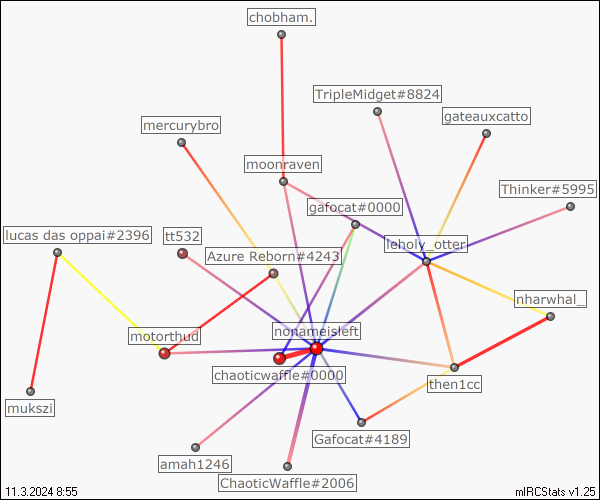 chobham.
TripleMidget#8824
gateauxcatto
mercurybro
moonraven
Thinker#5995
gafocat#0000
lucas das oppai#2396
tt532
leholy_otter
Azure Reborn#4243
nharwhal_
motorthud
nonameisleft
chaoticwaffle#0000
then1cc
mukszi
Gafocat#4189
amah1246
ChaoticWaffle#2006
11.3.2024 8:55
mIRCStats v1.25